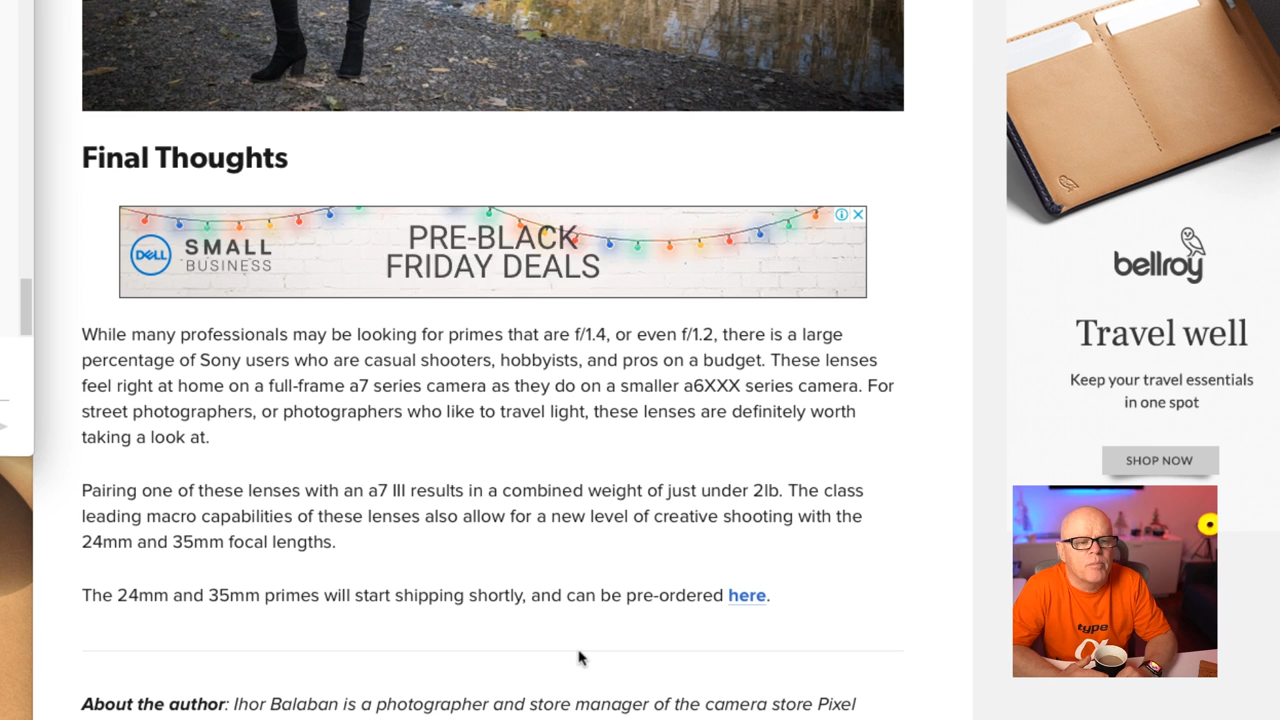 Final Thoughts
DELL
SMALL
BUSINESS
PRE-BLACK
FRIDAY DEALS
While many professionals may be looking for primes that are f/1.4, or even f/1.2, there is a large
percentage of Sony users who are casual shooters, hobbyists, and pros on a budget. These lenses
feel right at home on a full-frame a7 series camera as they do on a smaller a6XXX series camera. For
street photographers, or photographers who like to travel light, these lenses are definitely worth
taking a look at.
Pairing one of these lenses with an a7 III results in a combined weight of just under 2lb. The class
leading macro capabilities of these lenses also allow for a new level of creative shooting with the
24mm and 35mm focal lengths.
The 24mm and 35mm primes will start shipping shortly, and can be pre-ordered here.
About the author: Ihor Balaban is a photographer and store manager of the camera store Pixel
bellroy
Travel well
Keep your travel essentials
in one spot
SHOP NOW
type
α